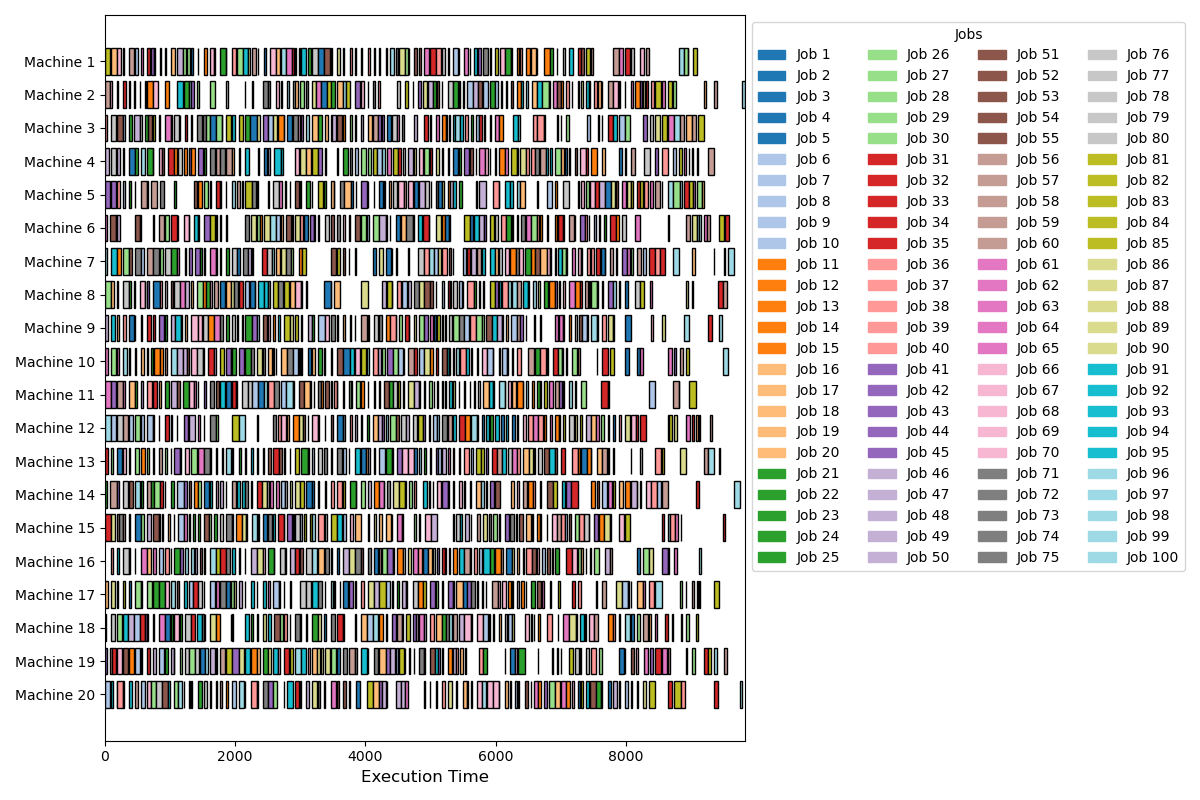 Machine 1
Machine 2
Machine 3
Machine 4
Machine 5
Machine 6
Machine 7
Machine 8
Machine 9
Machine 10
Machine 11
Machine 12
Machine 13
Machine 14
Machine 15
Machine 16
Machine 17
Machine 18
Machine 19
Machine 20
0 2000 4000 6000 8000
Execution Time
Jobs
Job 1 Job 26 Job 51 Job 76
Job 2 Job 27 Job 52 Job 77
Job 3 Job 28 Job 53 Job 78
Job 4 Job 29 Job 54 Job 79
Job 5 Job 30 Job 55 Job 80
Job 6 Job 31 Job 56 Job 81
Job 7 Job 32 Job 57 Job 82
Job 8 Job 33 Job 58 Job 83
Job 9 Job 34 Job 59 Job 84
Job 10 Job 35 Job 60 Job 85
Job 11 Job 36 Job 61 Job 86
Job 12 Job 37 Job 62 Job 87
Job 13 Job 38 Job 63 Job 88
Job 14 Job 39 Job 64 Job 89
Job 15 Job 40 Job 65 Job 90
Job 16 Job 41 Job 66 Job 91
Job 17 Job 42 Job 67 Job 92
Job 18 Job 43 Job 68 Job 93
Job 19 Job 44 Job 69 Job 94
Job 20 Job 45 Job 70 Job 95
Job 21 Job 46 Job 71 Job 96
Job 22 Job 47 Job 72 Job 97
Job 23 Job 48 Job 73 Job 98
Job 24 Job 49 Job 74 Job 99
Job 25 Job 50 Job 75 Job 100